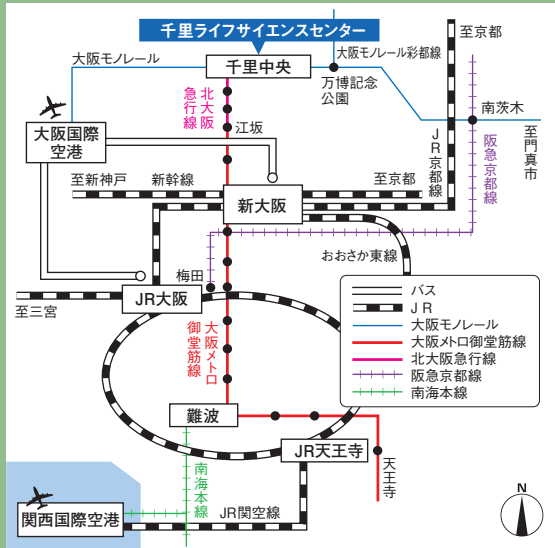 千里ライフサイエンスセンター
至京都
大阪モノレール
大阪モノレール彩都線
千里中央
万博記念
公園
北大阪
急行線
江坂
南茨木
至門真市
大阪国際
空港
JR京都線
阪急京都線
至新神戸
新幹線
至京都
新大阪
おおさか東線
梅田
JR大阪
至三宮
バス
JR
大阪モノレール
大阪メトロ御堂筋線
北大阪急行線
阪急京都線
南海本線
大阪メトロ
御堂筋線
難波
JR天王寺
天王寺
南海本線
関西国際空港
JR関空線
N